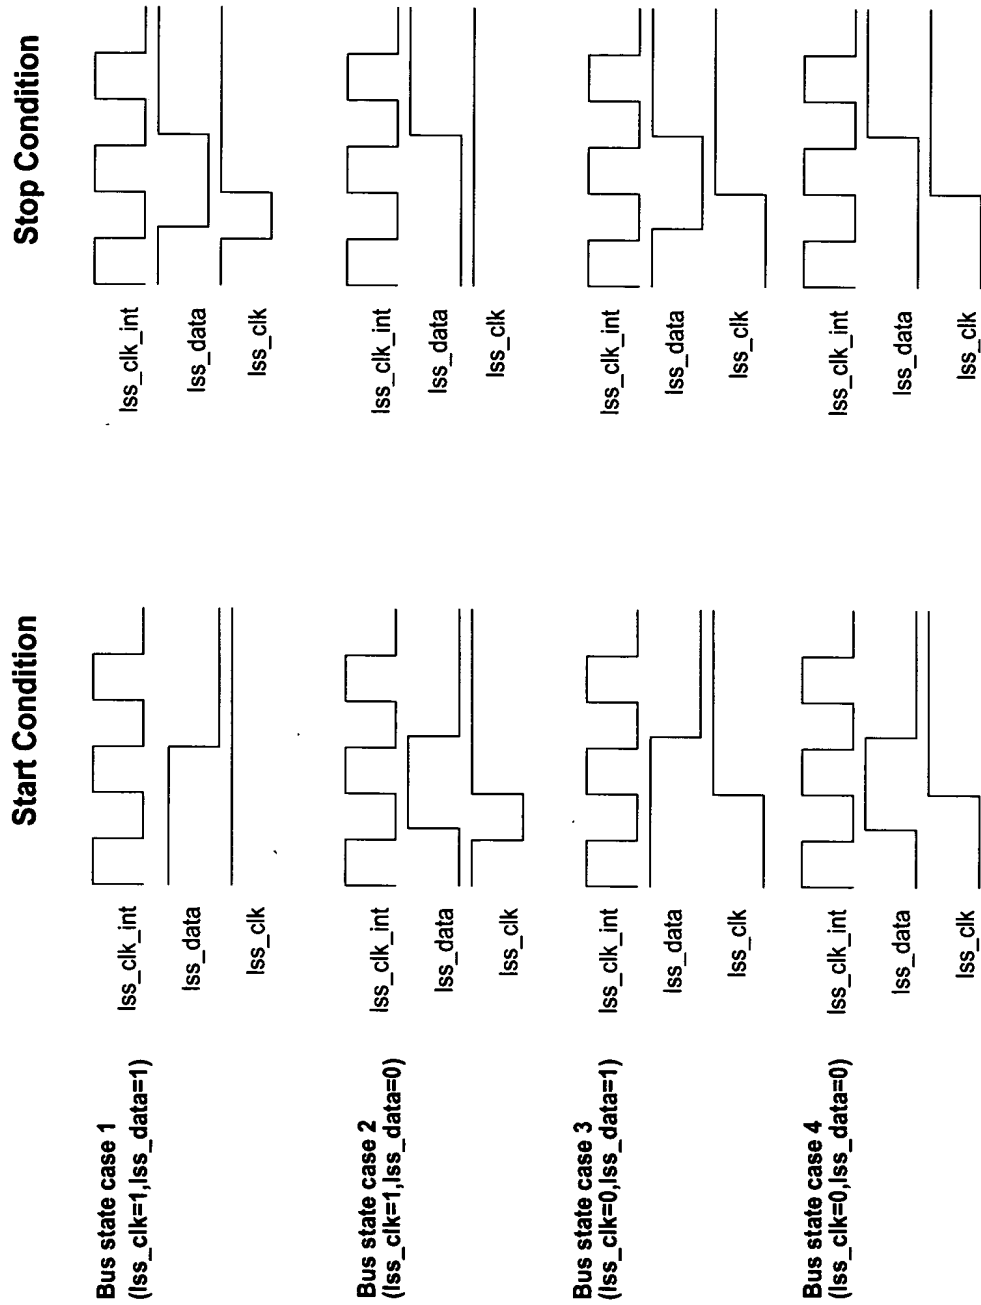 Start Condition
Stop Condition
Bus state case 1
(lss_clk=1,lss_data=1)
lss_clk_int
lss_data
lss_clk
lss_clk_int
lss_data
lss_clk
Bus state case 2
(lss_clk=1,lss_data=0)
lss_clk_int
lss_data
lss_clk
lss_clk_int
lss_data
lss_clk
Bus state case 3
(lss_clk=0,lss_data=1)
lss_clk_int
lss_data
lss_clk
lss_clk_int
lss_data
lss_clk
Bus state case 4
(lss_clk=0,lss_data=0)
lss_clk_int
lss_data
lss_clk
lss_clk_int
lss_data
lss_clk